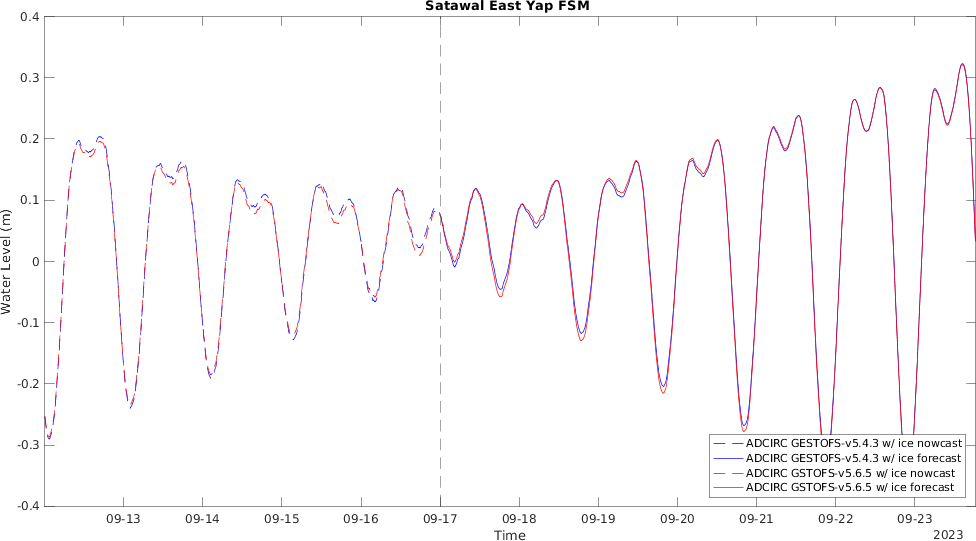 Satawal East Yap FSM
0.4
0.3
0.2
0.1
0
-0.1
-0.2
-0.3
-0.4
Water Level (m)
09-13 09-14 09-15 09-16 09-17 09-18 09-19 09-20 09-21 09-22 09-23
Time
2023
ADCIRC GESTOFS-v5.4.3 w/ ice nowcast
ADCIRC GESTOFS-v5.4.3 w/ ice forecast
ADCIRC GSTOFS-v5.6.5 w/ ice nowcast
ADCIRC GSTOFS-v5.6.5 w/ ice forecast